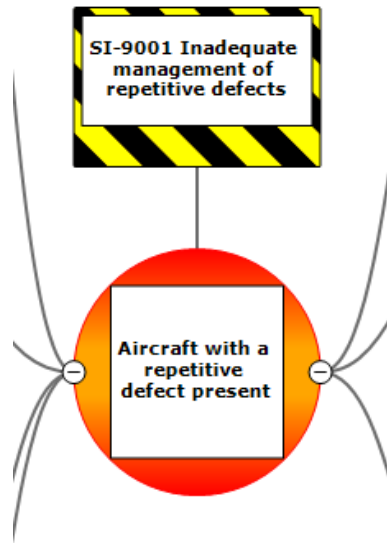 SI-9001 Inadequate
management of
repetitive defects
Aircraft with a
repetitive
defect present